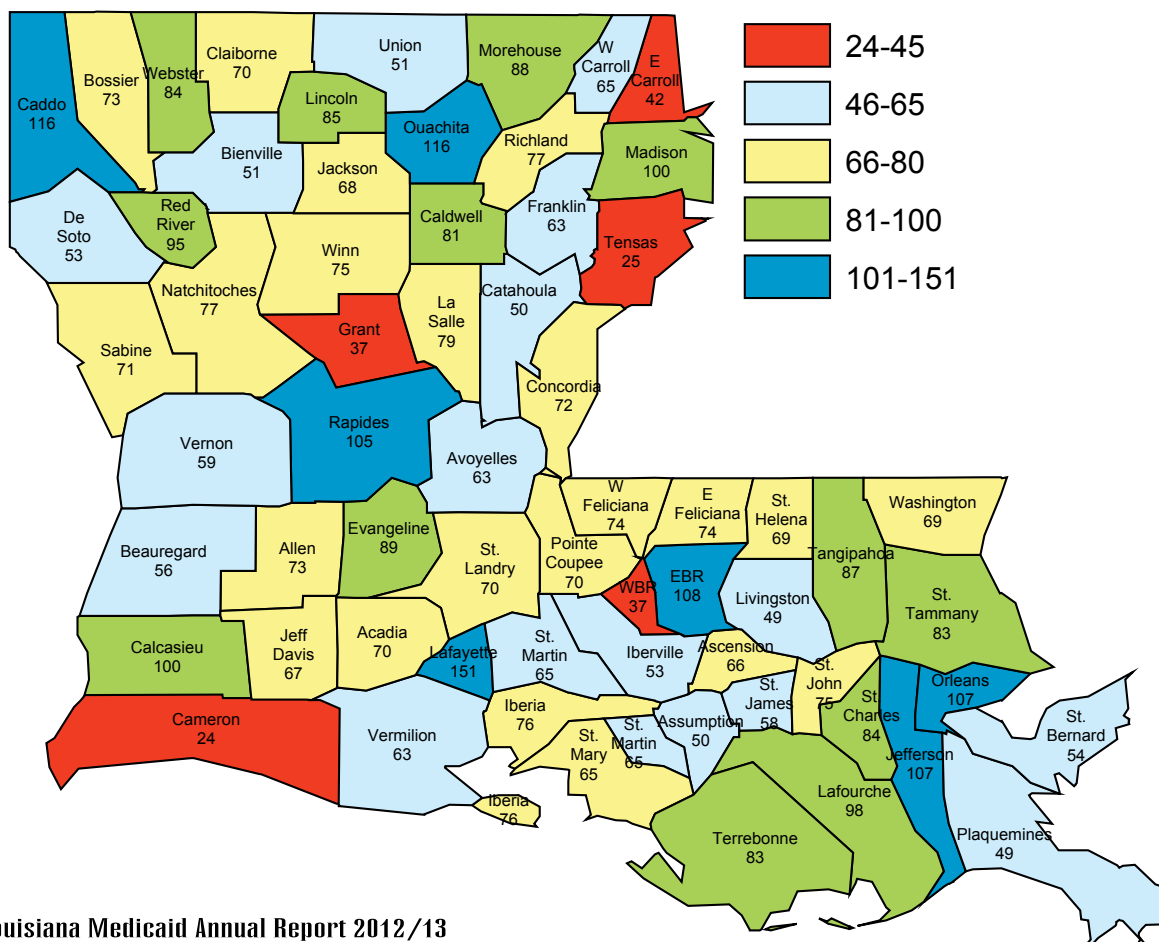 24-45
46-65
66-80
81-100
101-151
Caddo
116
Bossier
73
Webster
84
Claiborne
70
Union
51
Morehouse
88
W
Carroll
65
E
Carroll
42
Lincoln
85
Ouachita
116
Richland
77
Madison
100
Bienville
51
Jackson
68
De
Soto
53
Red
River
95
Caldwell
81
Franklin
63
Tensas
25
Natchitoches
77
Winn
75
Grant
37
La
Salle
79
Catahoula
50
Sabine
71
Concordia
72
Vernon
59
Rapides
105
Avoyelles
63
Beauregard
56
Allen
73
Evangeline
89
St.
Landry
70
Pointe
Coupee
70
W
Feliciana
74
E
Feliciana
74
St.
Helena
69
Tangipahoa
87
Washington
69
WBR
37
EBR
108
Livingston
49
St.
Tammany
83
Calcasieu
100
Jeff
Davis
67
Acadia
70
Lafayette
151
St.
Martin
65
Iberville
53
Ascension
66
St.
James
58
St.
John
75
St.
Charles
84
Orleans
107
Jefferson
107
St.
Bernard
54
Cameron
24
Vermilion
63
Iberia
76
St.
Mary
65
St.
Martin
65
Assumption
50
Iberia
76
Terrebonne
83
Lafourche
98
Plaquemines
49
ouisiana Medicaid Annual Report 2012/13